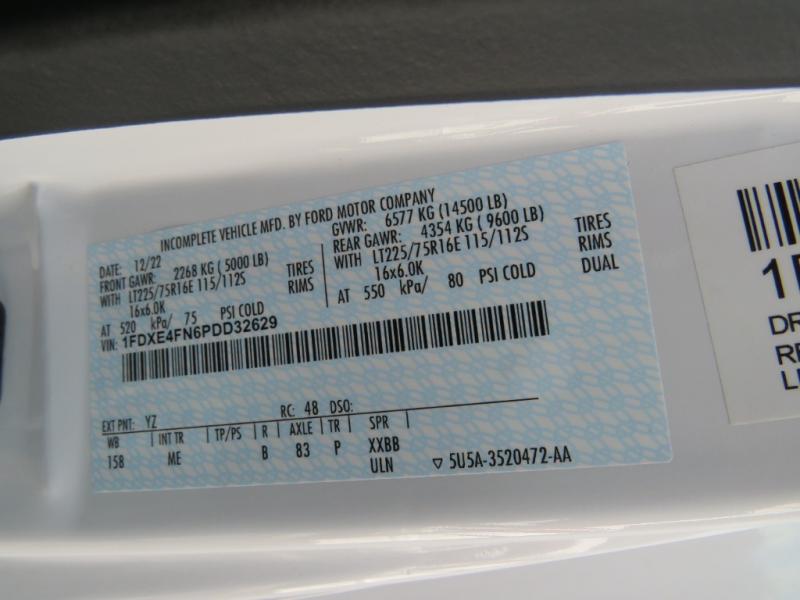 INCOMPLETE VEHICLE MFD. BY FORD MOTOR COMPANY
DATE: 12/22
GVWR: 6577 KG (14500 LB)
FRONT GAWR: 2268 KG (5000 LB)
REAR GAWR: 4354 KG ( 9600 LB)
WITH LT225/75R16E 115/112S TIRES
WITH LT225/75R16E 115/112S TIRES
16x6.0K RIMS
16x6.0K RIMS
AT 520 kPa/ 75 PSI COLD
AT 550 kPa/ 80 PSI COLD DUAL
VIN: 1FDXE4FN6PDD32629
EXT PNT: YZ RC: 48 DSO:
WB INT TR TP/PS R AXLE TR SPR
158 ME B 83 P XXBB
ULN ▽ 5U5A-3520472-AA